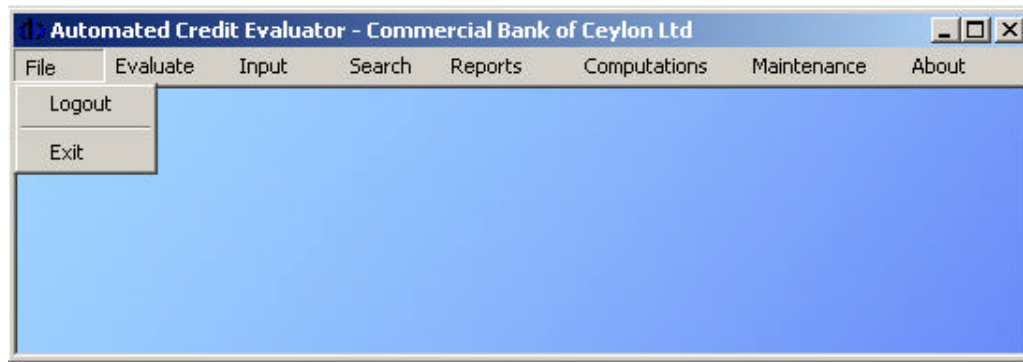 Automated Credit Evaluator - Commercial Bank of Ceylon Ltd
File Evaluate Input Search Reports Computations Maintenance About
Logout
Exit